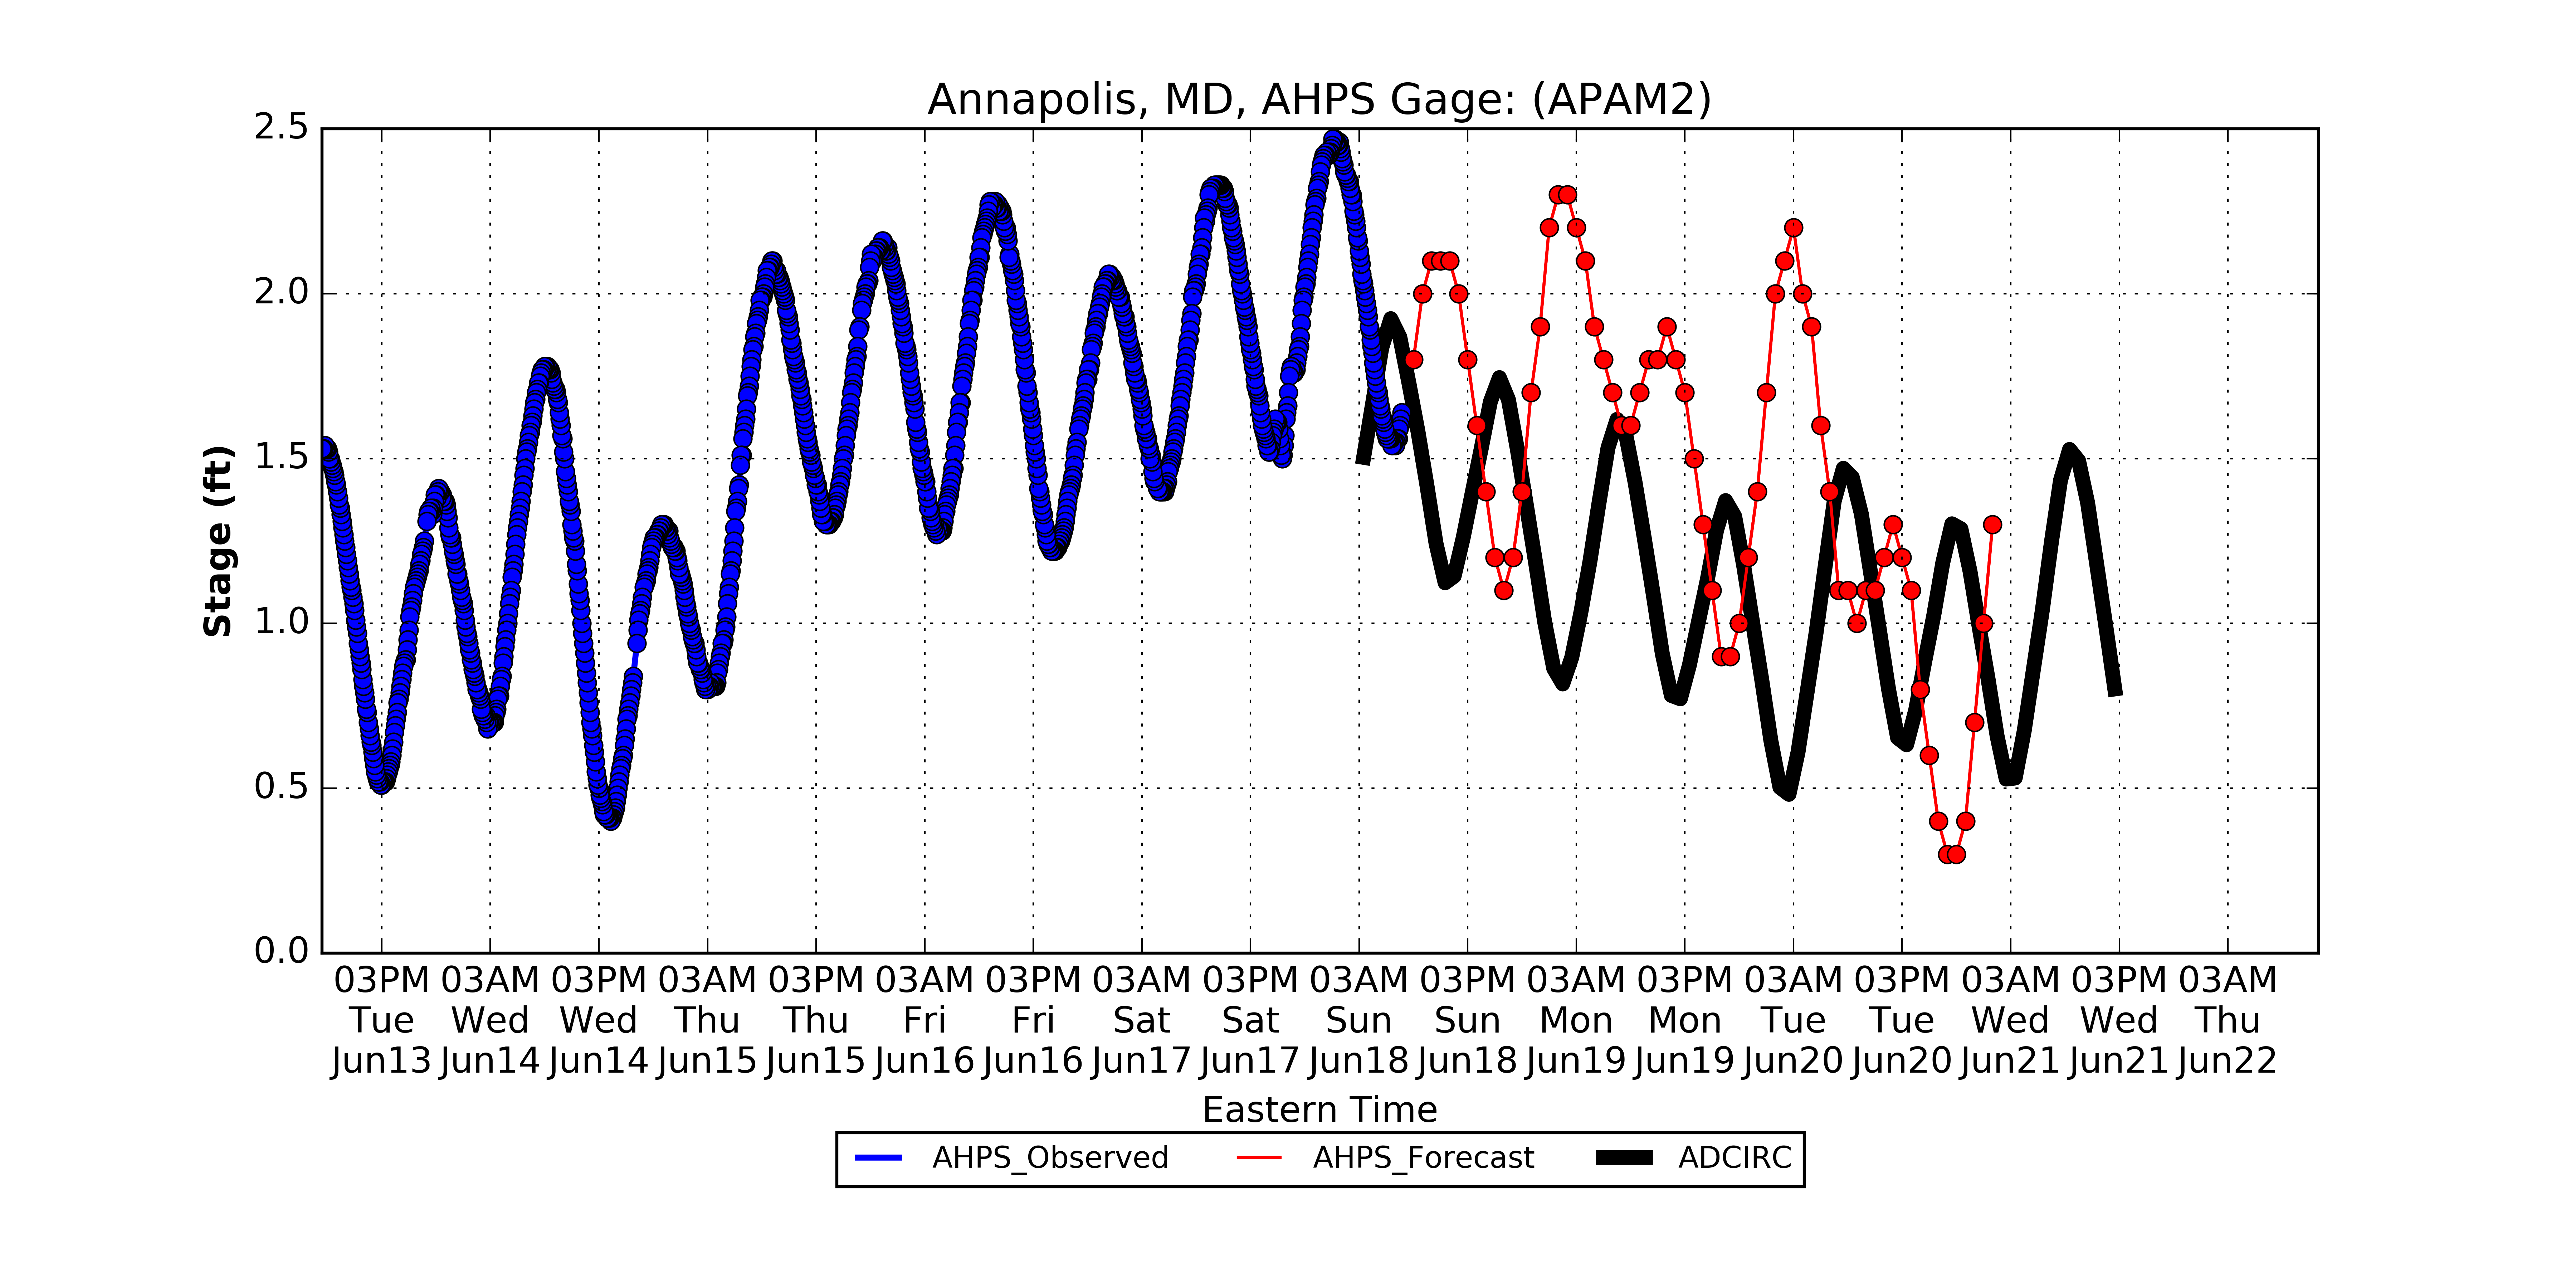 Annapolis, MD, AHPS Gage: (APAM2)
Stage (ft)
2.5
2.0
1.5
1.0
0.5
0.0
03PM 03AM 03PM 03AM 03PM 03AM 03PM 03AM 03PM 03AM 03PM 03AM 03PM 03AM 03PM 03AM 03PM 03AM
Tue Wed Wed Thu Thu Fri Fri Sat Sat Sun Sun Mon Mon Tue Tue Wed Wed Thu
Jun13 Jun14 Jun14 Jun15 Jun15 Jun16 Jun16 Jun17 Jun17 Jun18 Jun18 Jun19 Jun19 Jun20 Jun20 Jun21 Jun21 Jun22
Eastern Time
AHPS_Observed AHPS_Forecast ADCIRC